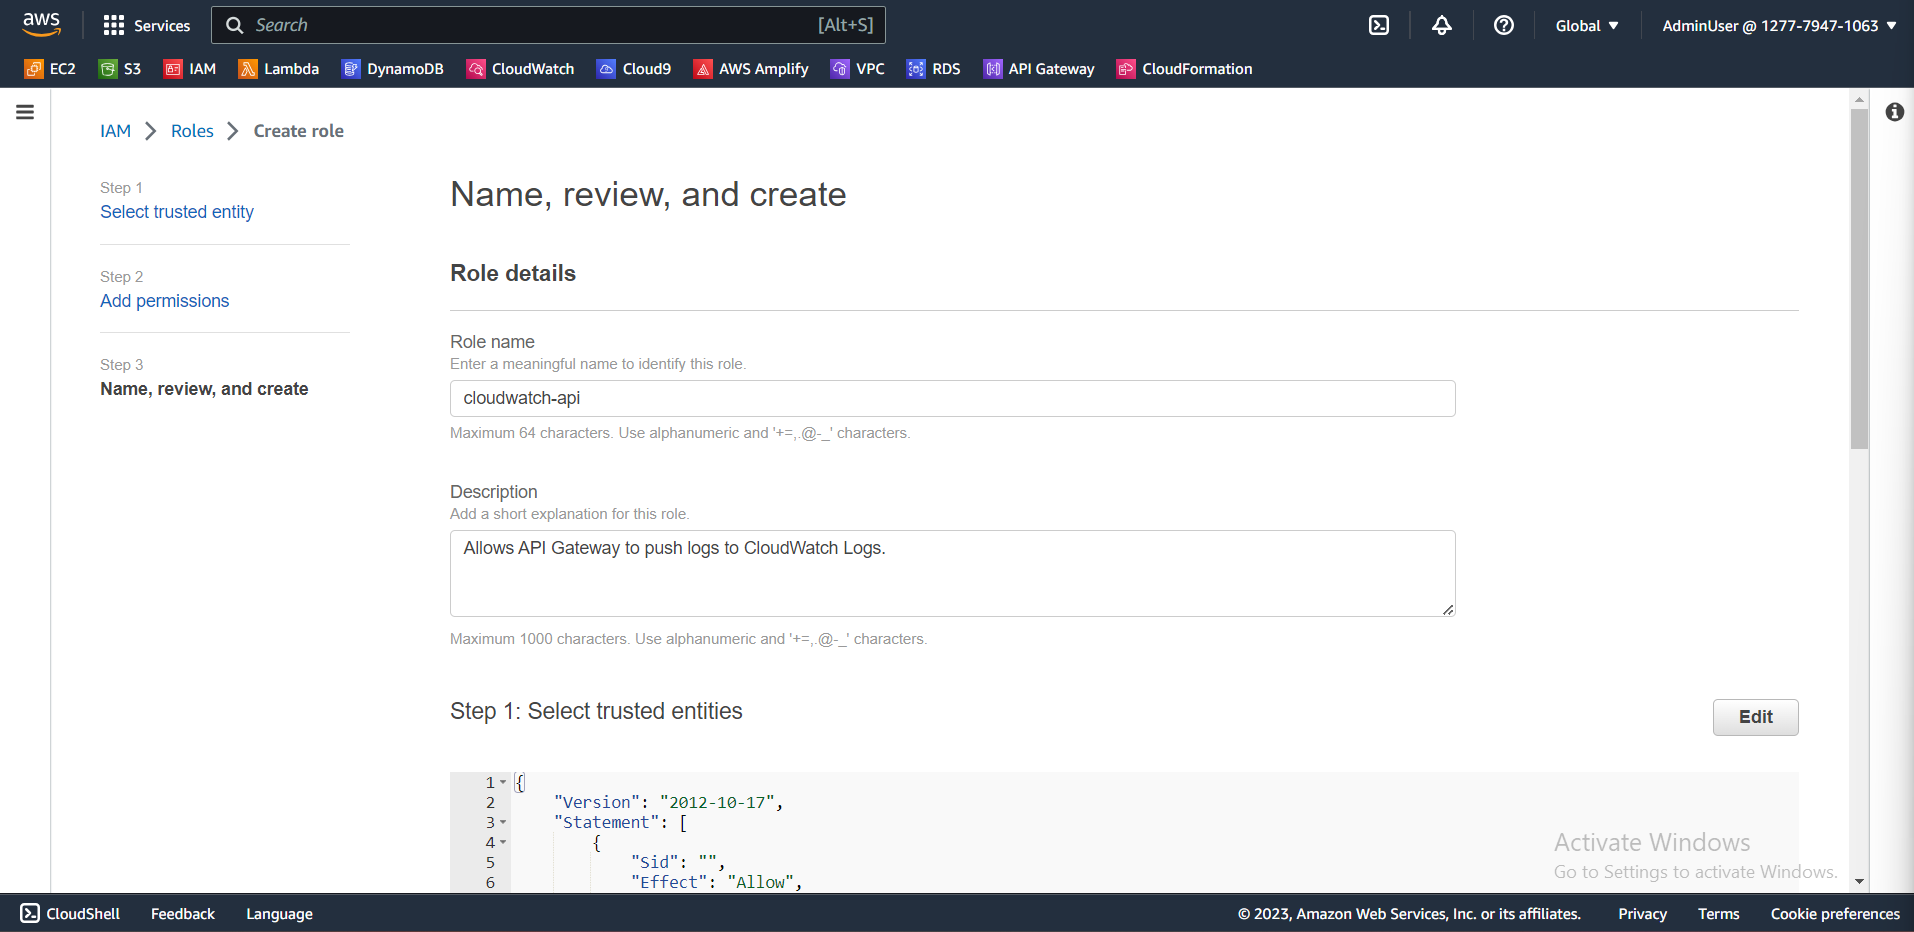 aws
Services
Search
[Alt+S]
Global ▼
AdminUser @ 1277-7947-1063 ▼
EC2
S3
IAM
Lambda
DynamoDB
CloudWatch
Cloud9
AWS Amplify
VPC
RDS
API Gateway
CloudFormation
IAM > Roles > Create role
Step 1
Select trusted entity
Step 2
Add permissions
Step 3
Name, review, and create
Name, review, and create
Role details
Role name
Enter a meaningful name to identify this role.
cloudwatch-api
Maximum 64 characters. Use alphanumeric and '+=,.@-_' characters.
Description
Add a short explanation for this role.
Allows API Gateway to push logs to CloudWatch Logs.
Maximum 1000 characters. Use alphanumeric and '+=,.@-_' characters.
Step 1: Select trusted entities
Edit
1 {
2 "Version": "2012-10-17",
3 "Statement": [
4 {
5 "Sid": "",
6 "Effect": "Allow",
Activate Windows
Go to Settings to activate Windows.
CloudShell
Feedback
Language
© 2023, Amazon Web Services, Inc. or its affiliates.
Privacy
Terms
Cookie preferences